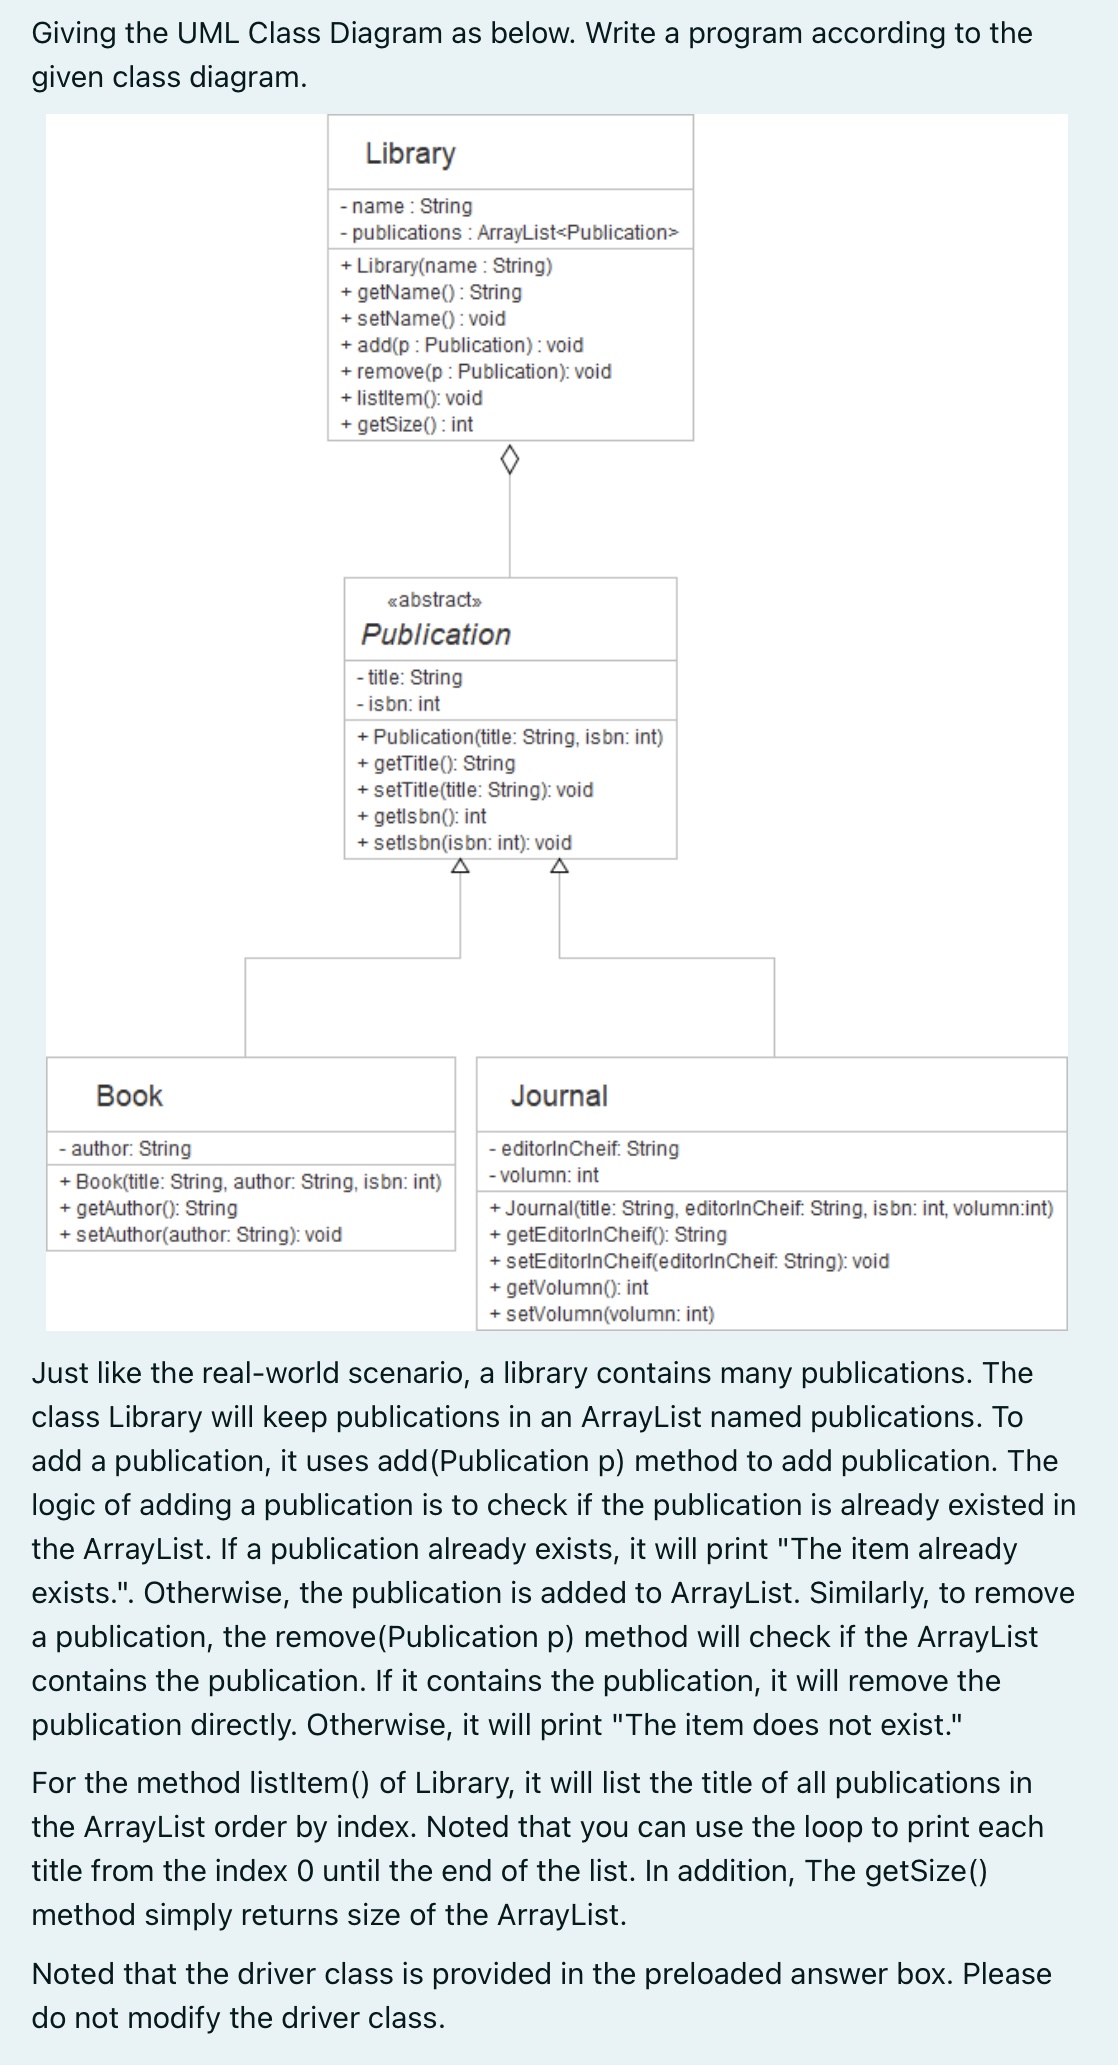 Giving the UML Class Diagram as below. Write a program according to the
given class diagram.
Library
- name : String
- publications : ArrayList<Publication>
+ Library(name : String)
+ getName() : String
+ setName() : void
+ add(p : Publication) : void
+ remove(p : Publication): void
+ listItem(): void
+ getSize() : int
«abstract»
Publication
- title: String
- isbn: int
+ Publication(title: String, isbn: int)
+ getTitle(): String
+ setTitle(title: String): void
+ getIsbn(): int
+ setIsbn(isbn: int): void
Book
- author: String
+ Book(title: String, author: String, isbn: int)
+ getAuthor(): String
+ setAuthor(author: String): void
Journal
- editorInCheif: String
- volumn: int
+ Journal(title: String, editorInCheif: String, isbn: int, volumn:int)
+ getEditorInCheif(): String
+ setEditorInCheif(editorInCheif: String): void
+ getVolumn(): int
+ setVolumn(volumn: int)
Just like the real-world scenario, a library contains many publications. The
class Library will keep publications in an ArrayList named publications. To
add a publication, it uses add(Publication p) method to add publication. The
logic of adding a publication is to check if the publication is already existed in
the ArrayList. If a publication already exists, it will print "The item already
exists.". Otherwise, the publication is added to ArrayList. Similarly, to remove
a publication, the remove(Publication p) method will check if the ArrayList
contains the publication. If it contains the publication, it will remove the
publication directly. Otherwise, it will print "The item does not exist."
For the method listItem() of Library, it will list the title of all publications in
the ArrayList order by index. Noted that you can use the loop to print each
title from the index 0 until the end of the list. In addition, The getSize()
method simply returns size of the ArrayList.
Noted that the driver class is provided in the preloaded answer box. Please
do not modify the driver class.